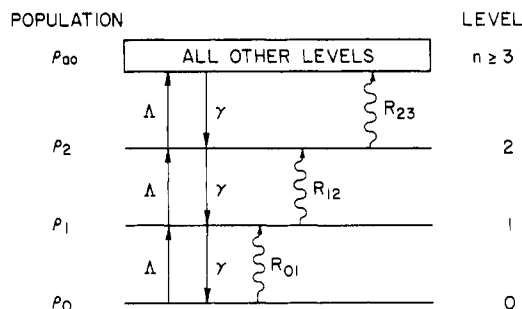 POPULATION LEVEL
ρ∞ ALL OTHER LEVELS n ≥ 3
Λ γ R23
ρ2 2
Λ γ R12
ρ1 1
Λ γ R01
ρ0 0